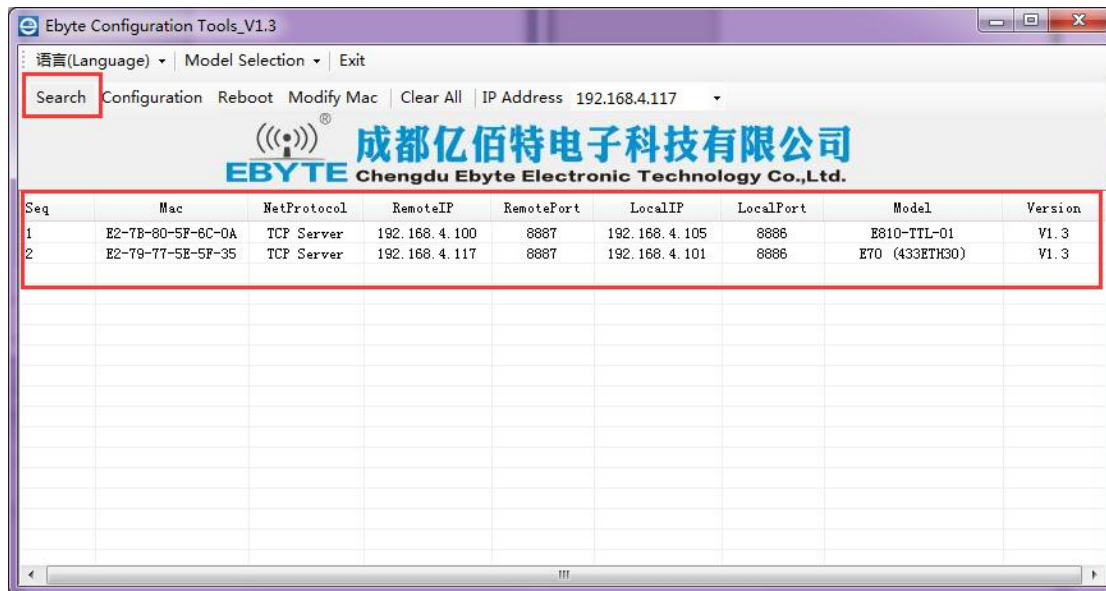 Ebyte Configuration Tools_V1.3
语言(Language) Model Selection Exit
Search Configuration Reboot Modify Mac Clear All IP Address 192.168.4.117
®
成都亿佰特电子科技有限公司
EBYTE Chengdu Ebyte Electronic Technology Co.,Ltd.
Seq Mac NetProtocol RemoteIP RemotePort LocalIP LocalPort Model Version
1 E2-7B-80-5F-6C-0A TCP Server 192.168.4.100 8887 192.168.4.105 8886 E810-TTL-01 V1.3
2 E2-79-77-5E-5F-35 TCP Server 192.168.4.117 8887 192.168.4.101 8886 E70 (433ETH30) V1.3